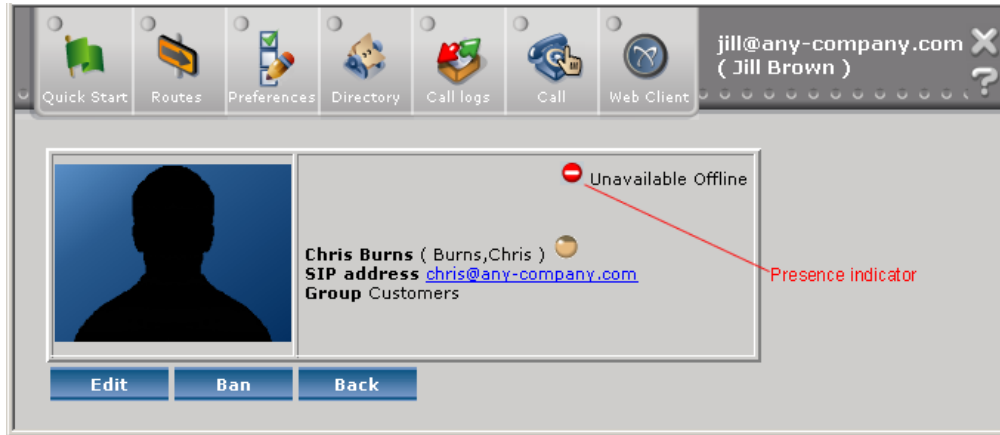 Quick Start Routes Preferences Directory Call logs Call Web Client
jill@any-company.com
( Jill Brown )
Unavailable Offline
Chris Burns ( Burns,Chris )
SIP address chris@any-company.com
Group Customers
Presence indicator
Edit Ban Back